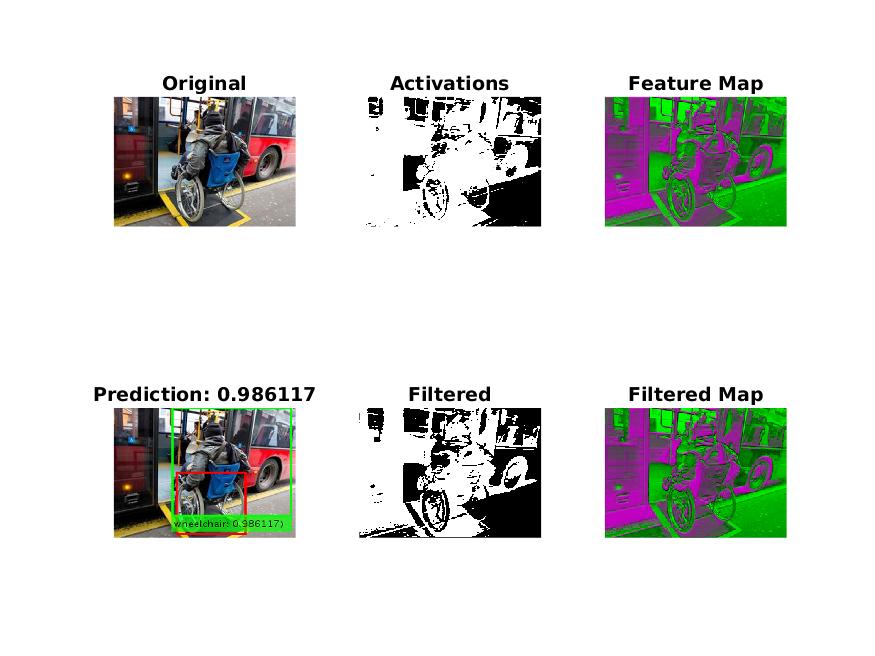 Original
Activations
Feature Map
Prediction: 0.986117
Filtered
Filtered Map
wheelchair: 0.986117)